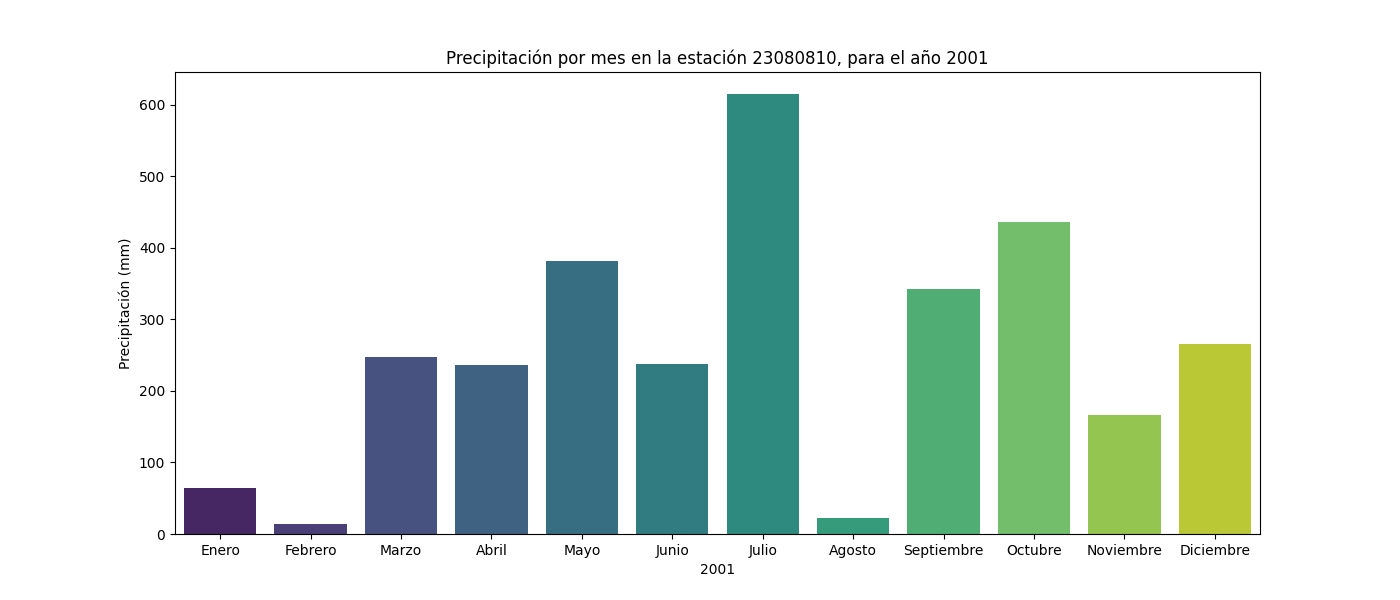 Precipitación por mes en la estación 23080810, para el año 2001
Precipitación (mm)
600
500
400
300
200
100
0
Enero Febrero Marzo Abril Mayo Junio Julio Agosto Septiembre Octubre Noviembre Diciembre
2001